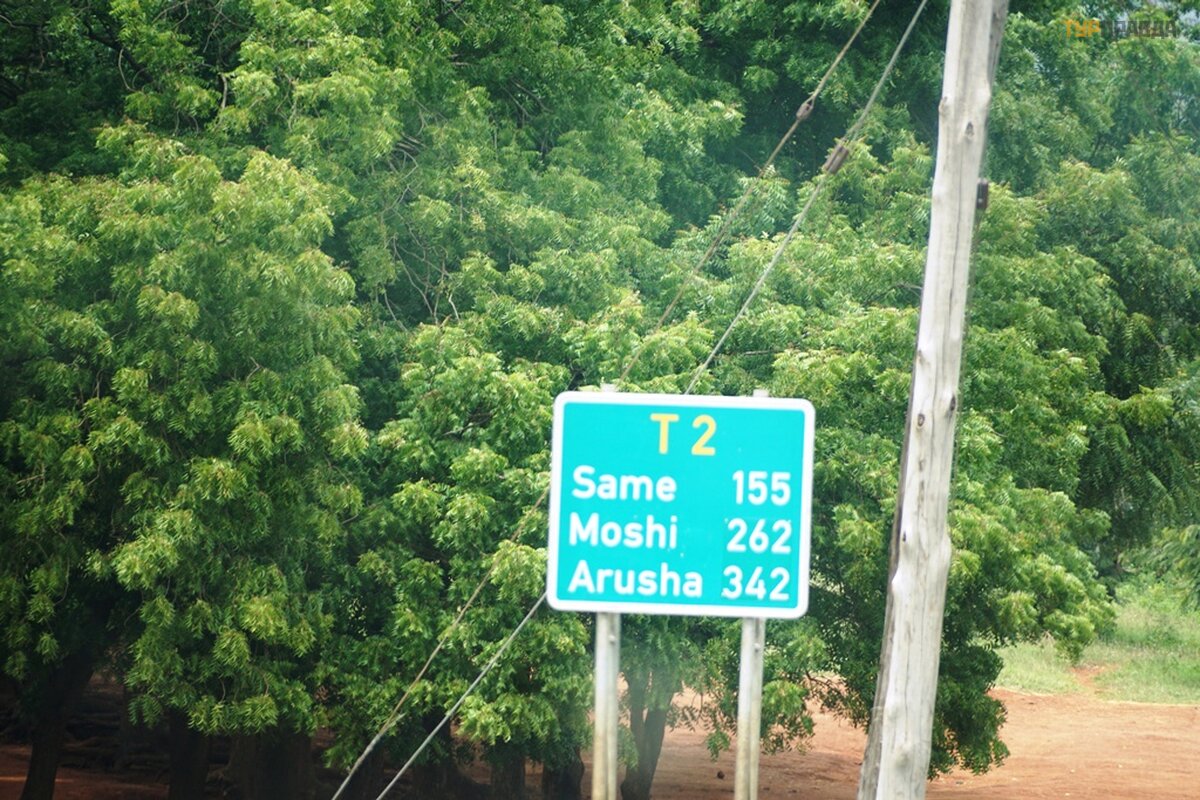 T 2
Same 155
Moshi 262
Arusha 342